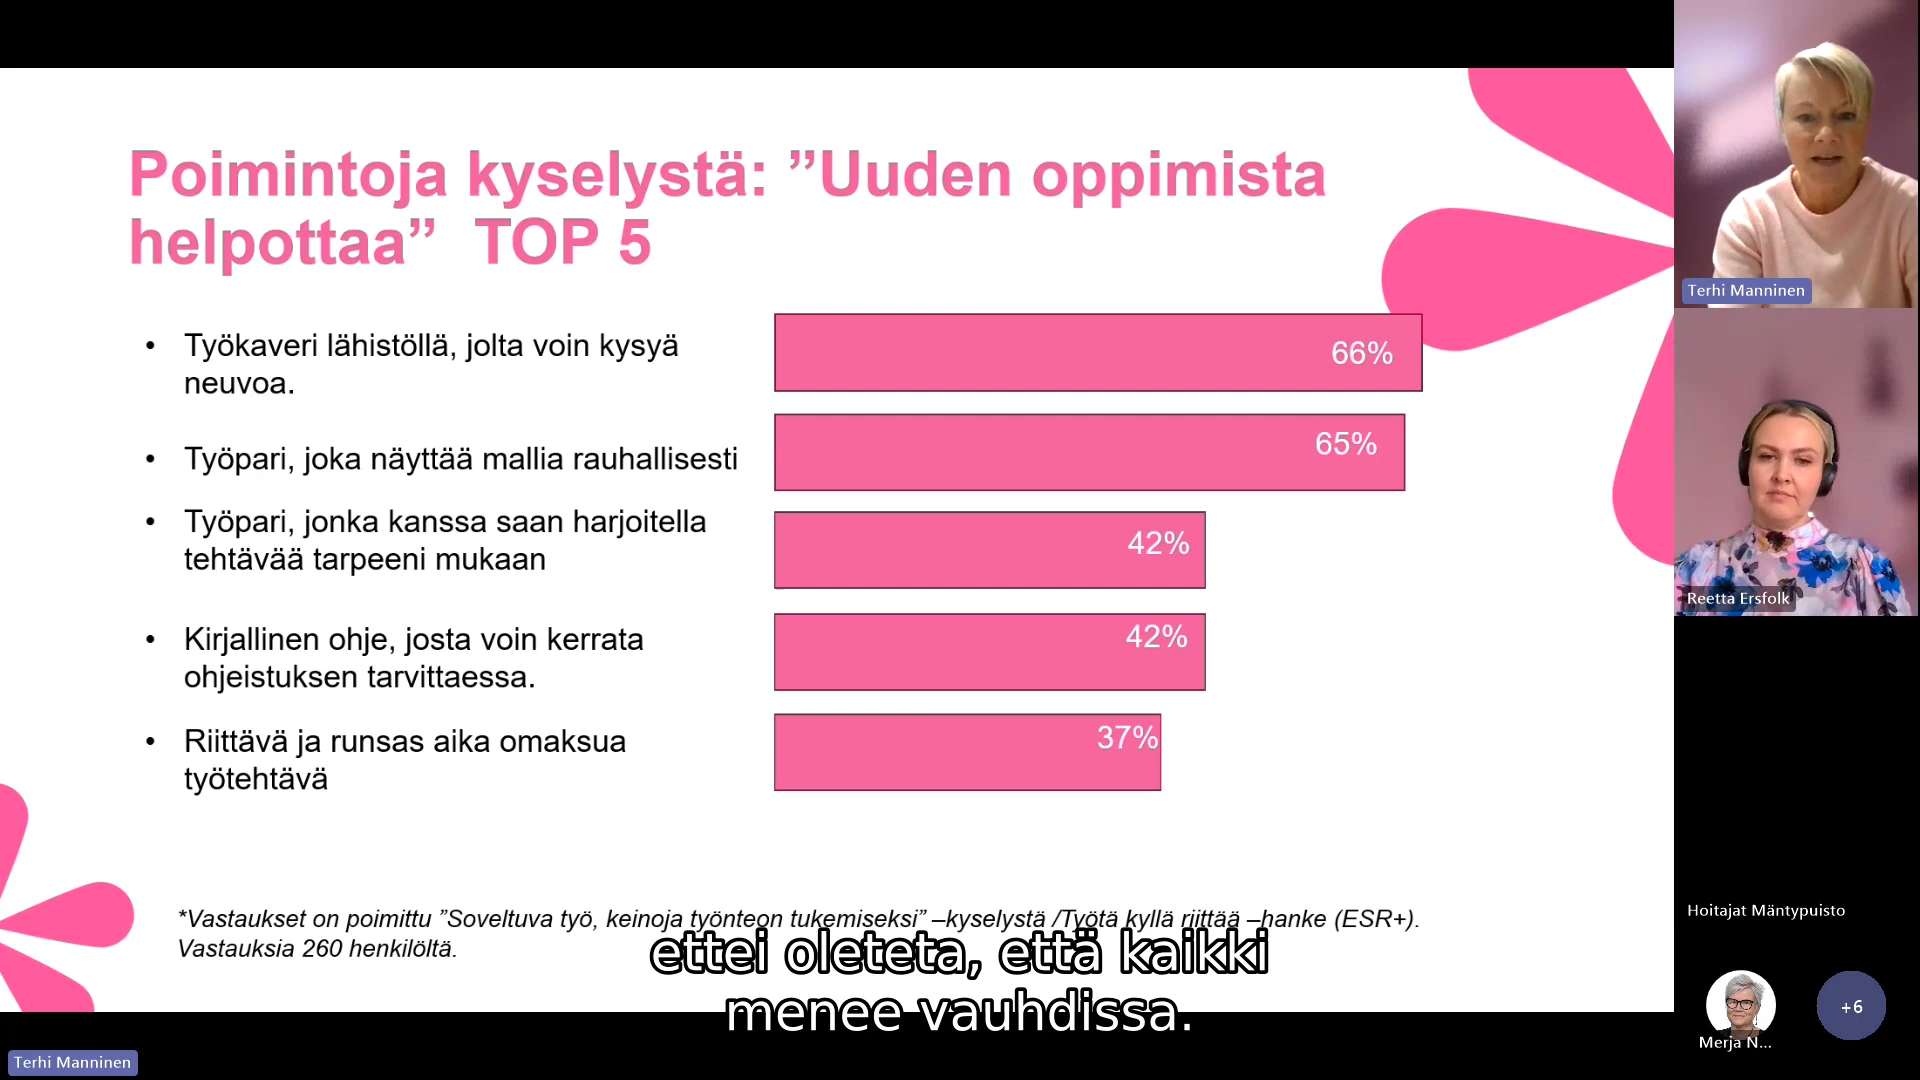 Poimintoja kyselystä: ”Uuden oppimista
helpottaa” TOP 5
• Työkaveri lähistöllä, jolta voin kysyä
neuvoa.
66%
• Työpari, joka näyttää mallia rauhallisesti
65%
• Työpari, jonka kanssa saan harjoitella
tehtävää tarpeeni mukaan
42%
• Kirjallinen ohje, josta voin kerrata
ohjeistuksen tarvittaessa.
42%
• Riittävä ja runsas aika omaksua
työtehtävä
37%
*Vastaukset on poimittu ”Soveltuva työ, keinoja työnteon tukemiseksi” –kyselystä /Työtä kyllä riittää –hanke (ESR+).
Vastauksia 260 henkilöltä.
ettei oleteta, että kaikki
menee vauhdissa.
Terhi Manninen
Terhi Manninen
Reetta Ersfolk
Hoitajat Mäntypuisto
Merja N...
+6